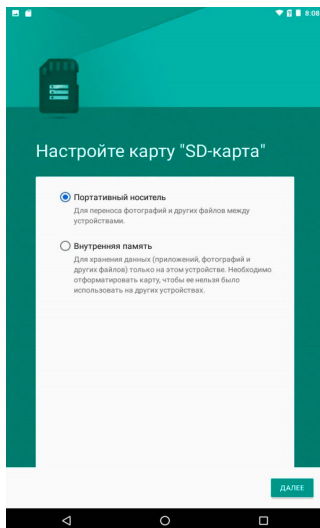 8:08
Настройте карту "SD-карта"
Портативный носитель
Для переноса фотографий и других файлов между
устройствами.
Внутренняя память
Для хранения данных (приложений, фотографий и
других файлов) только на этом устройстве. Необходимо
отформатировать карту, чтобы ее нельзя было
использовать на других устройствах.
ДАЛЕЕ